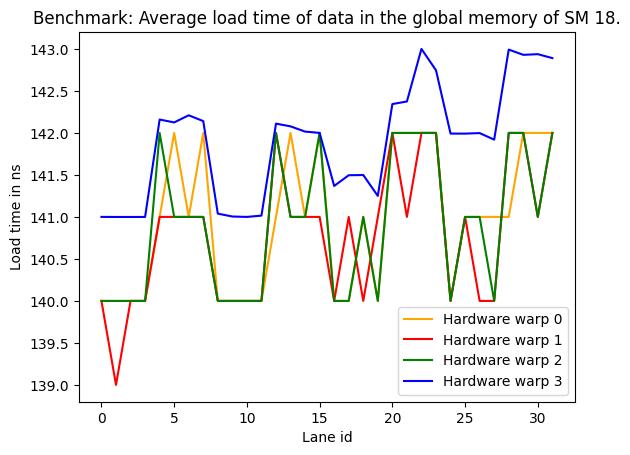 Benchmark: Average load time of data in the global memory of SM 18.
143.0
142.5
142.0
141.5
141.0
140.5
140.0
139.5
139.0
Load time in ns
Hardware warp 0
Hardware warp 1
Hardware warp 2
Hardware warp 3
0 5 10 15 20 25 30
Lane id